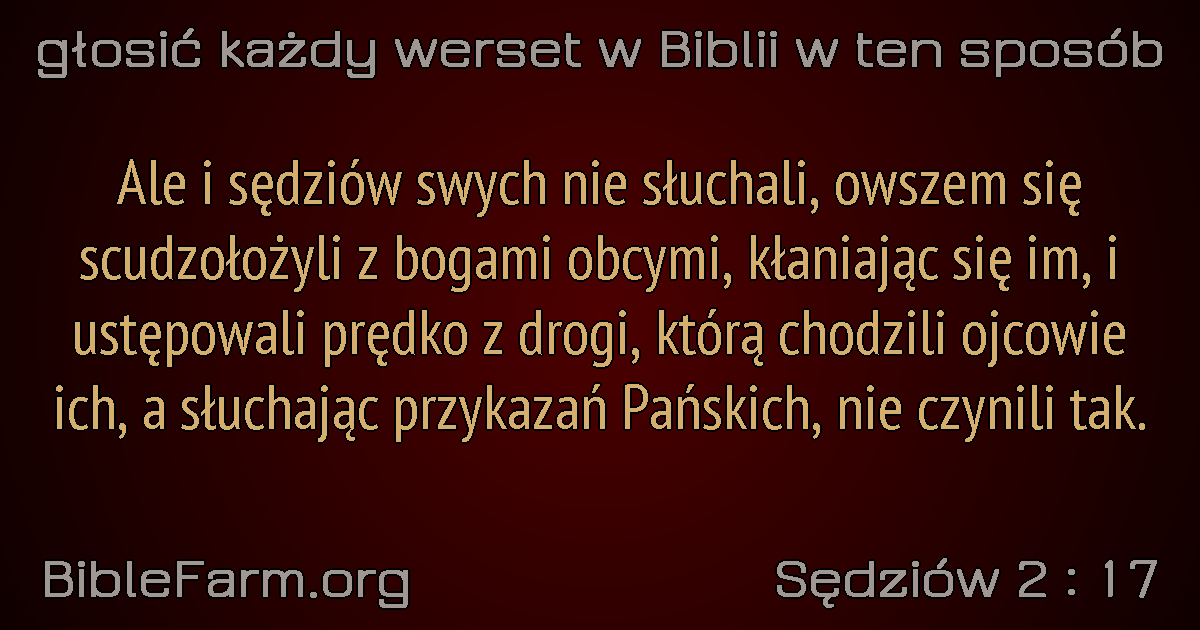 głosić każdy werset w Biblii w ten sposób
Ale i sędziów swych nie słuchali, owszem się
scudzołożyli z bogami obcymi, kłaniając się im, i
ustępowali prędko z drogi, którą chodzili ojcowie
ich, a słuchając przykazań Pańskich, nie czynili tak.
BibleFarm.org
Sędziów 2 : 17